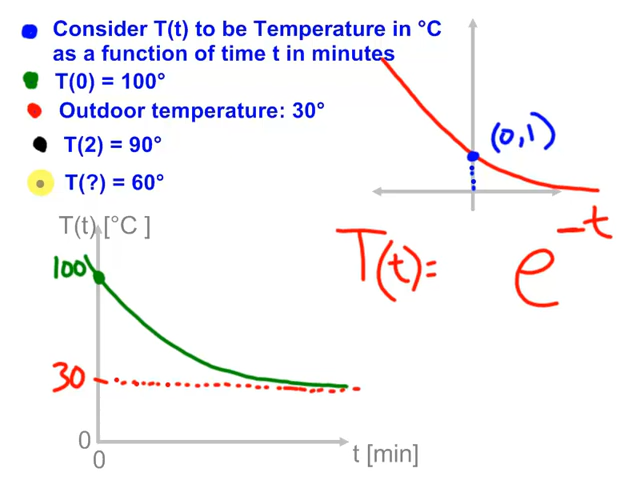 Consider T(t) to be Temperature in °C
as a function of time t in minutes
T(0) = 100°
Outdoor temperature: 30°
T(2) = 90°
T(?) = 60°
(0,1)
T(t) = e^-t
T(t) [°C ]
100
30
0
0
t [min]